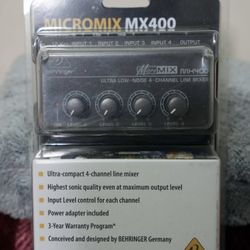 MICROMIX MX400
INPUT 1 INPUT 2 INPUT 3 INPUT 4 OUTPUT
behringer
MicroMIX MX400
ULTRA LOW-NOISE 4-CHANNEL LINE MIXER
LEVEL 1 LEVEL 2 LEVEL 3 LEVEL 4
Ultra-compact 4-channel line mixer
Highest sonic quality even at maximum output level
Input Level control for each channel
Power adapter included
3-Year Warranty Program*
Conceived and designed by BEHRINGER Germany